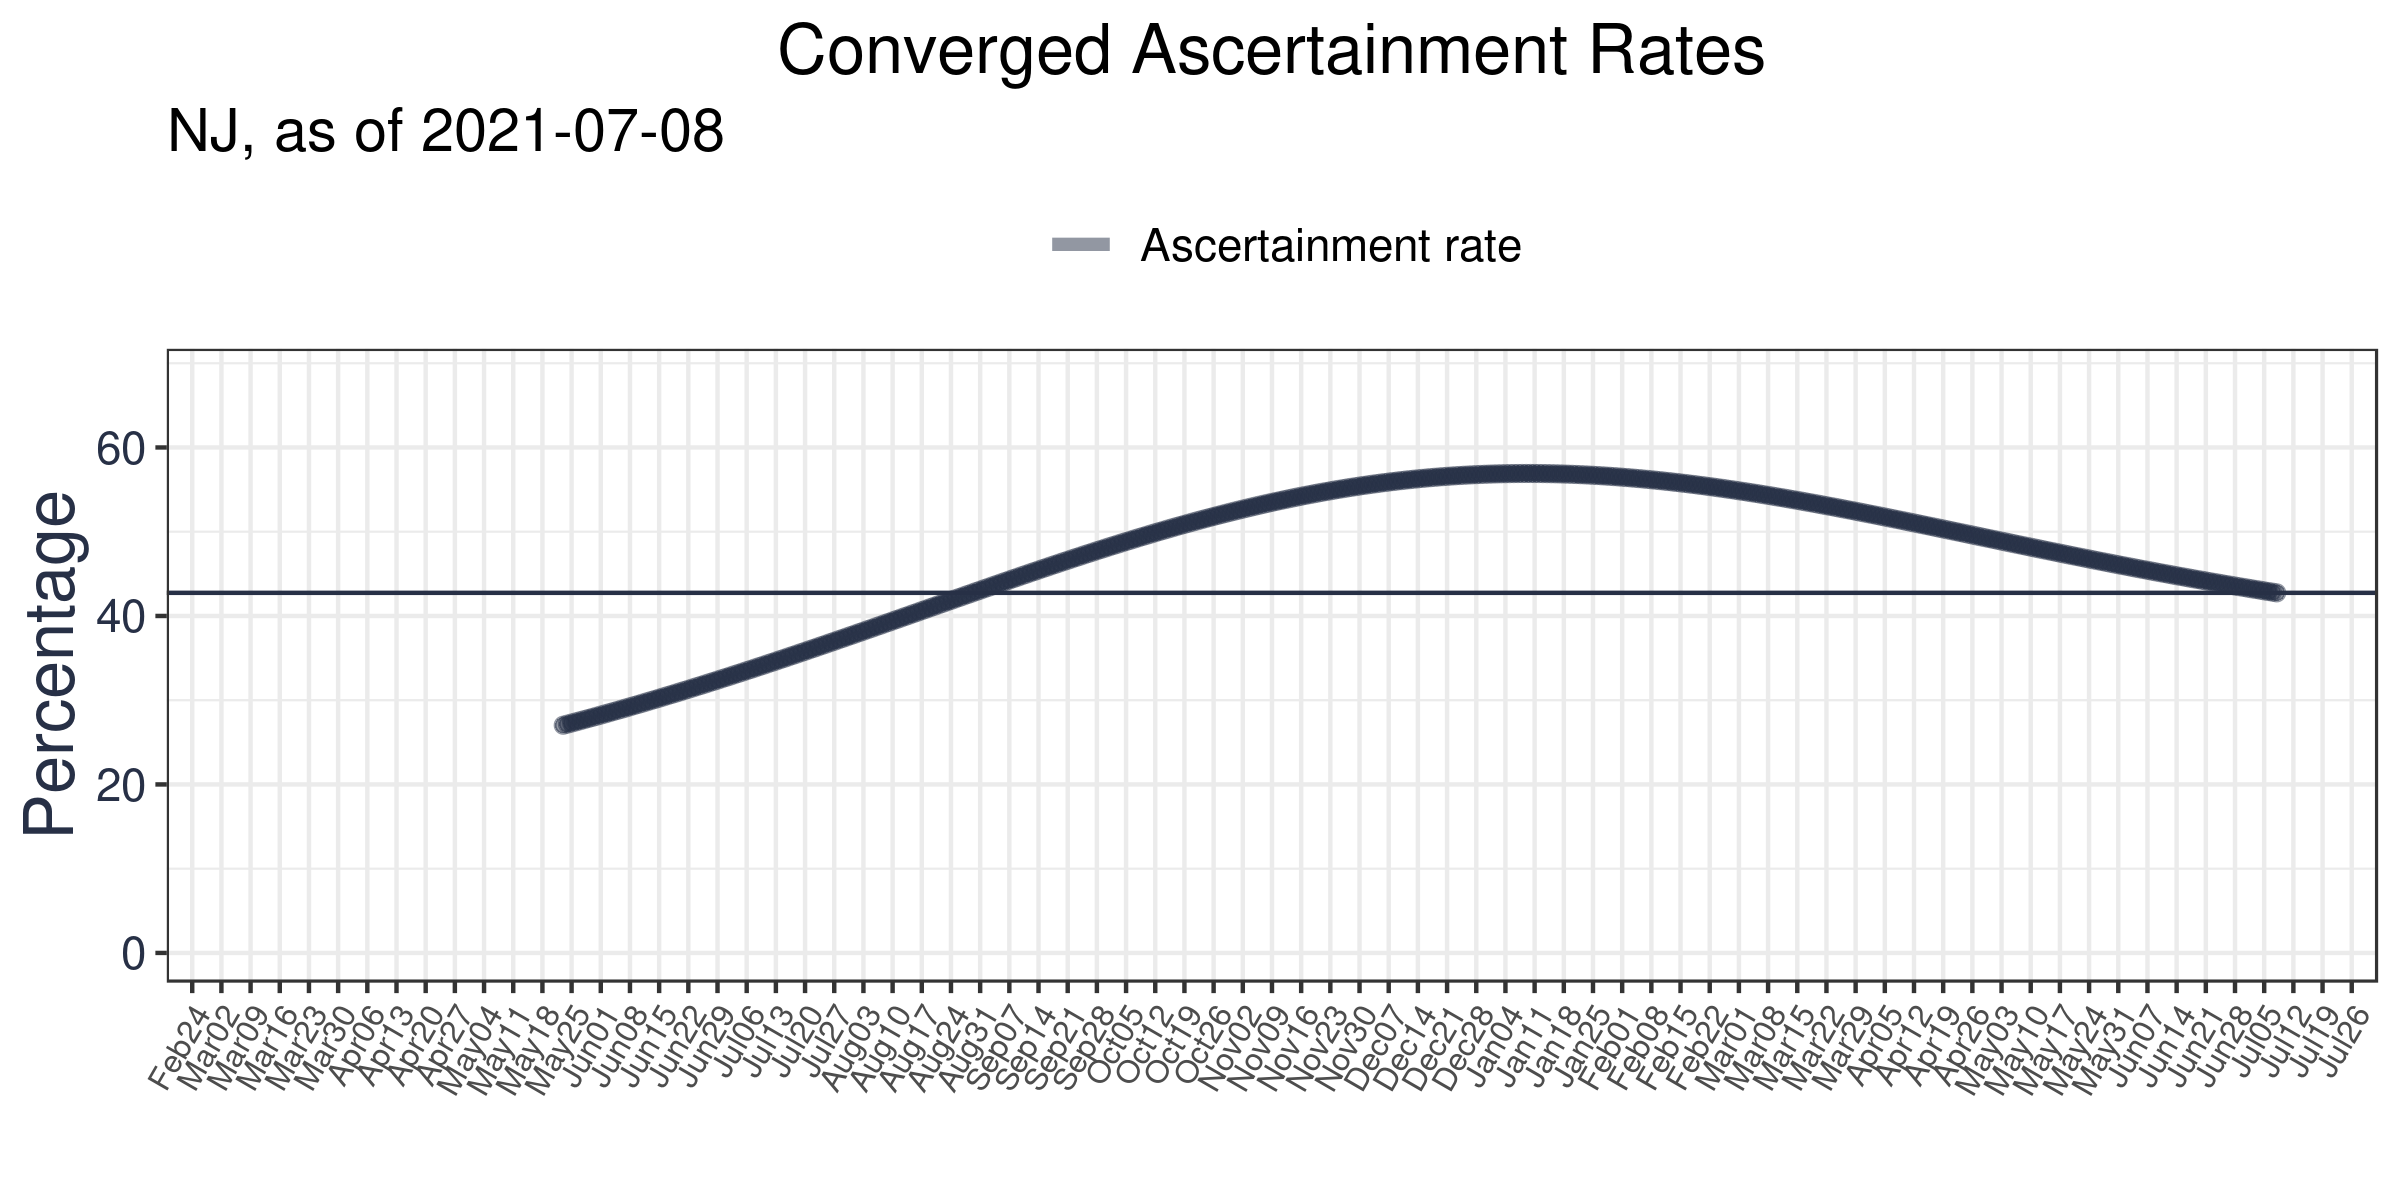 Converged Ascertainment Rates
NJ, as of 2021-07-08
Ascertainment rate
Percentage
60
40
20
0
Feb24
Mar02
Mar09
Mar16
Mar23
Mar30
Apr06
Apr13
Apr20
Apr27
May04
May11
May18
May25
Jun01
Jun08
Jun15
Jun22
Jun29
Jul06
Jul13
Jul20
Jul27
Aug03
Aug10
Aug17
Aug24
Aug31
Sep07
Sep14
Sep21
Sep28
Oct05
Oct12
Oct19
Oct26
Nov02
Nov09
Nov16
Nov23
Nov30
Dec07
Dec14
Dec21
Dec28
Jan04
Jan11
Jan18
Jan25
Feb01
Feb08
Feb15
Feb22
Mar01
Mar08
Mar15
Mar22
Mar29
Apr05
Apr12
Apr19
Apr26
May03
May10
May17
May24
May31
Jun07
Jun14
Jun21
Jun28
Jul05
Jul12
Jul19
Jul26